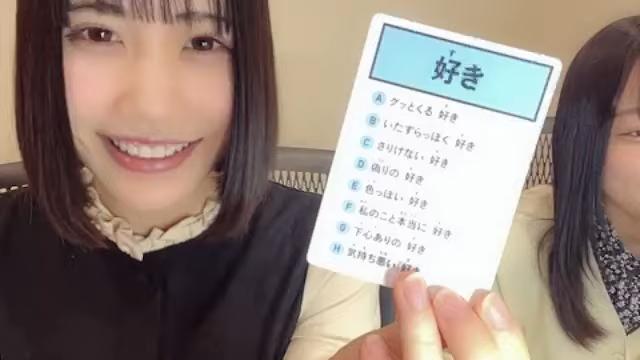 好き
A グッとくる 好き
B いたずらっぽく 好き
C さりげない 好き
D 偽りの 好き
E 色っぽい 好き
F 私のこと本当に 好き
G 下心ありの 好き
H 気持ち悪い 好き